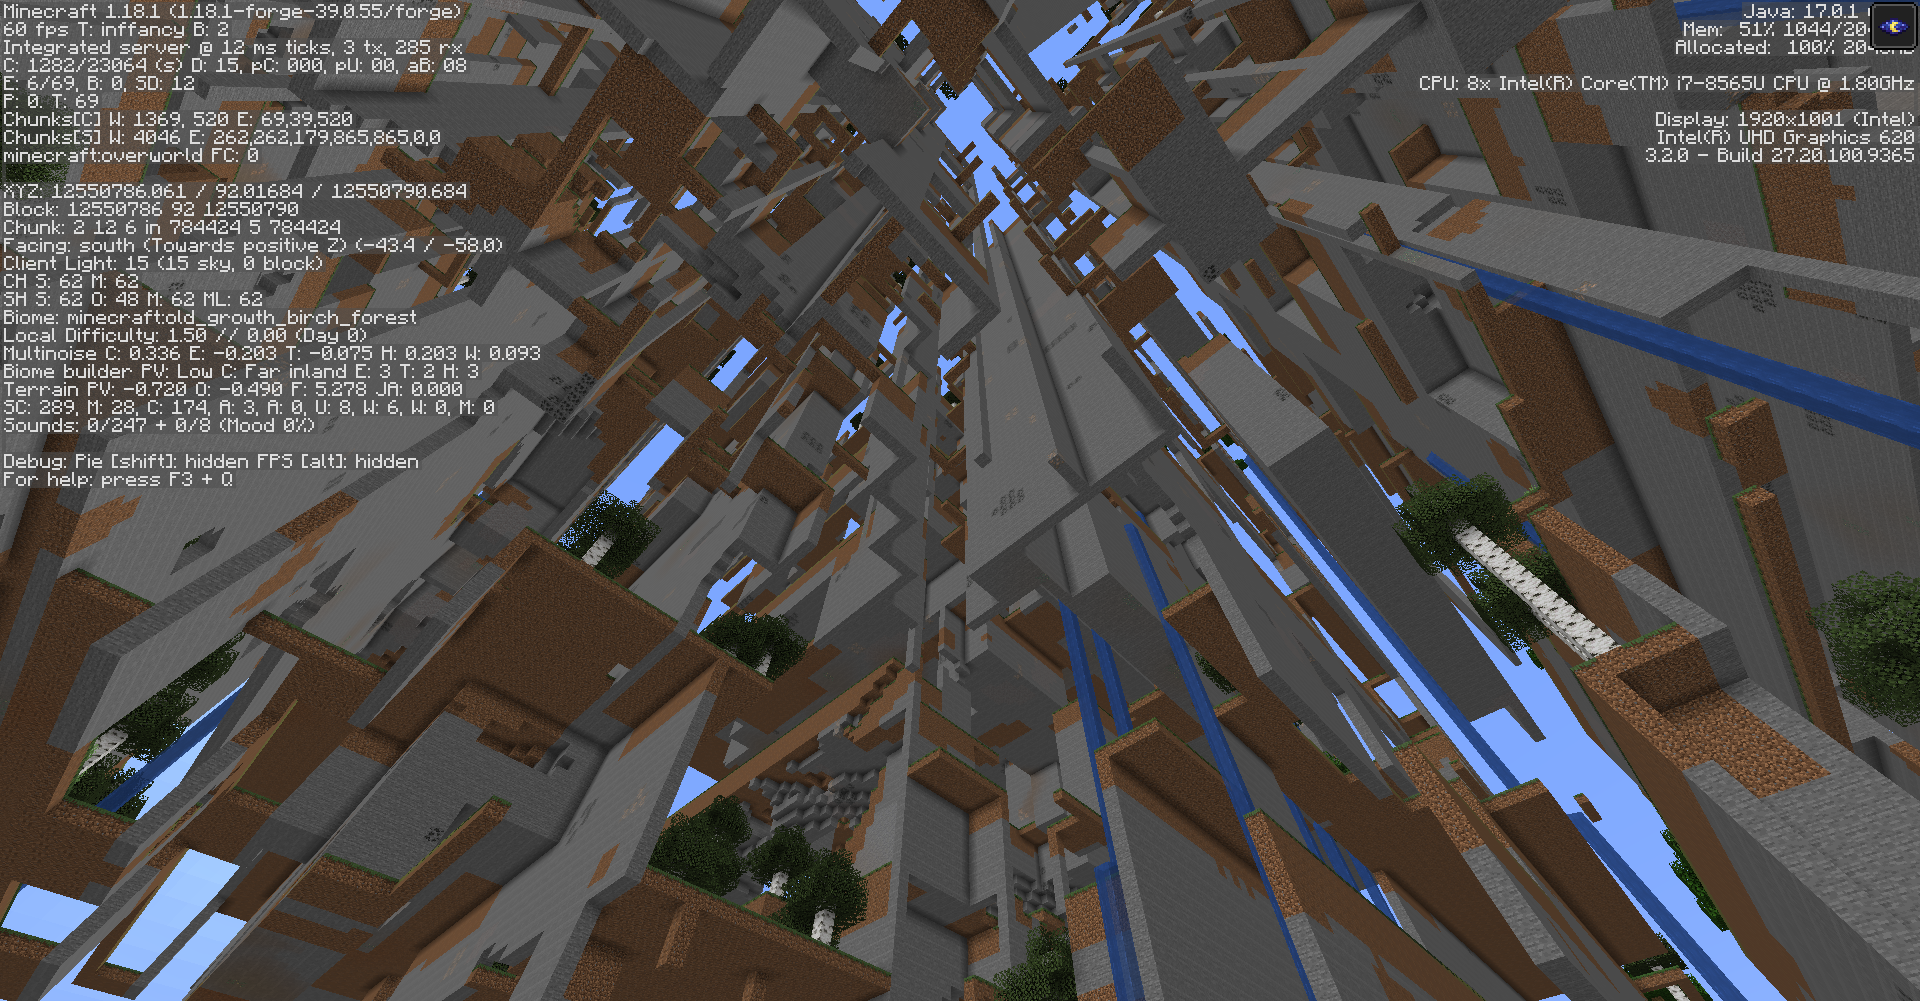 Minecraft 1.18.1 (1.18.1-forge-39.0.55/forge)
60 fps T: inffancy B: 2
Integrated server @ 12 ms ticks, 3 tx, 285 rx
C: 1282/23064 (s) D: 15, pC: 000, pU: 00, aB: 08
E: 6/69, B: 0, SD: 12
P: 0. T: 69
Chunks[C] W: 1369, 520 E: 69,39,520
Chunks[S] W: 4046 E: 262,262,179,865,865,0,0
minecraft:overworld FC: 0
XYZ: 12550786.061 / 92.01684 / 12550790.684
Block: 12550786 92 12550790
Chunk: 2 12 6 in 784424 5 784424
Facing: south (Towards positive Z) (-43.4 / -58.0)
Client Light: 15 (15 sky, 0 block)
CH S: 62 M: 62
SH S: 62 O: 48 M: 62 ML: 62
Biome: minecraft:old_growth_birch_forest
Local Difficulty: 1.50 // 0.00 (Day 0)
Multinoise C: 0.336 E: -0.203 T: -0.075 H: 0.203 W: 0.093
Biome builder PV: Low C: Far inland E: 3 T: 2 H: 3
Terrain PV: -0.720 O: -0.490 F: 5.278 JA: 0.000
SC: 289, M: 28, C: 174, A: 3, A: 0, U: 8, W: 6, W: 0, M: 0
Sounds: 0/247 + 0/8 (Mood 0%)
Debug: Pie [shift]: hidden FPS [alt]: hidden
For help: press F3 + Q
Java: 17.0.1
Mem: 51% 1044/20
Allocated: 100% 20
CPU: 8x Intel(R) Core(TM) i7-8565U CPU @ 1.80GHz
Display: 1920x1001 (Intel)
Intel(R) UHD Graphics 620
3.2.0 - Build 27.20.100.9365